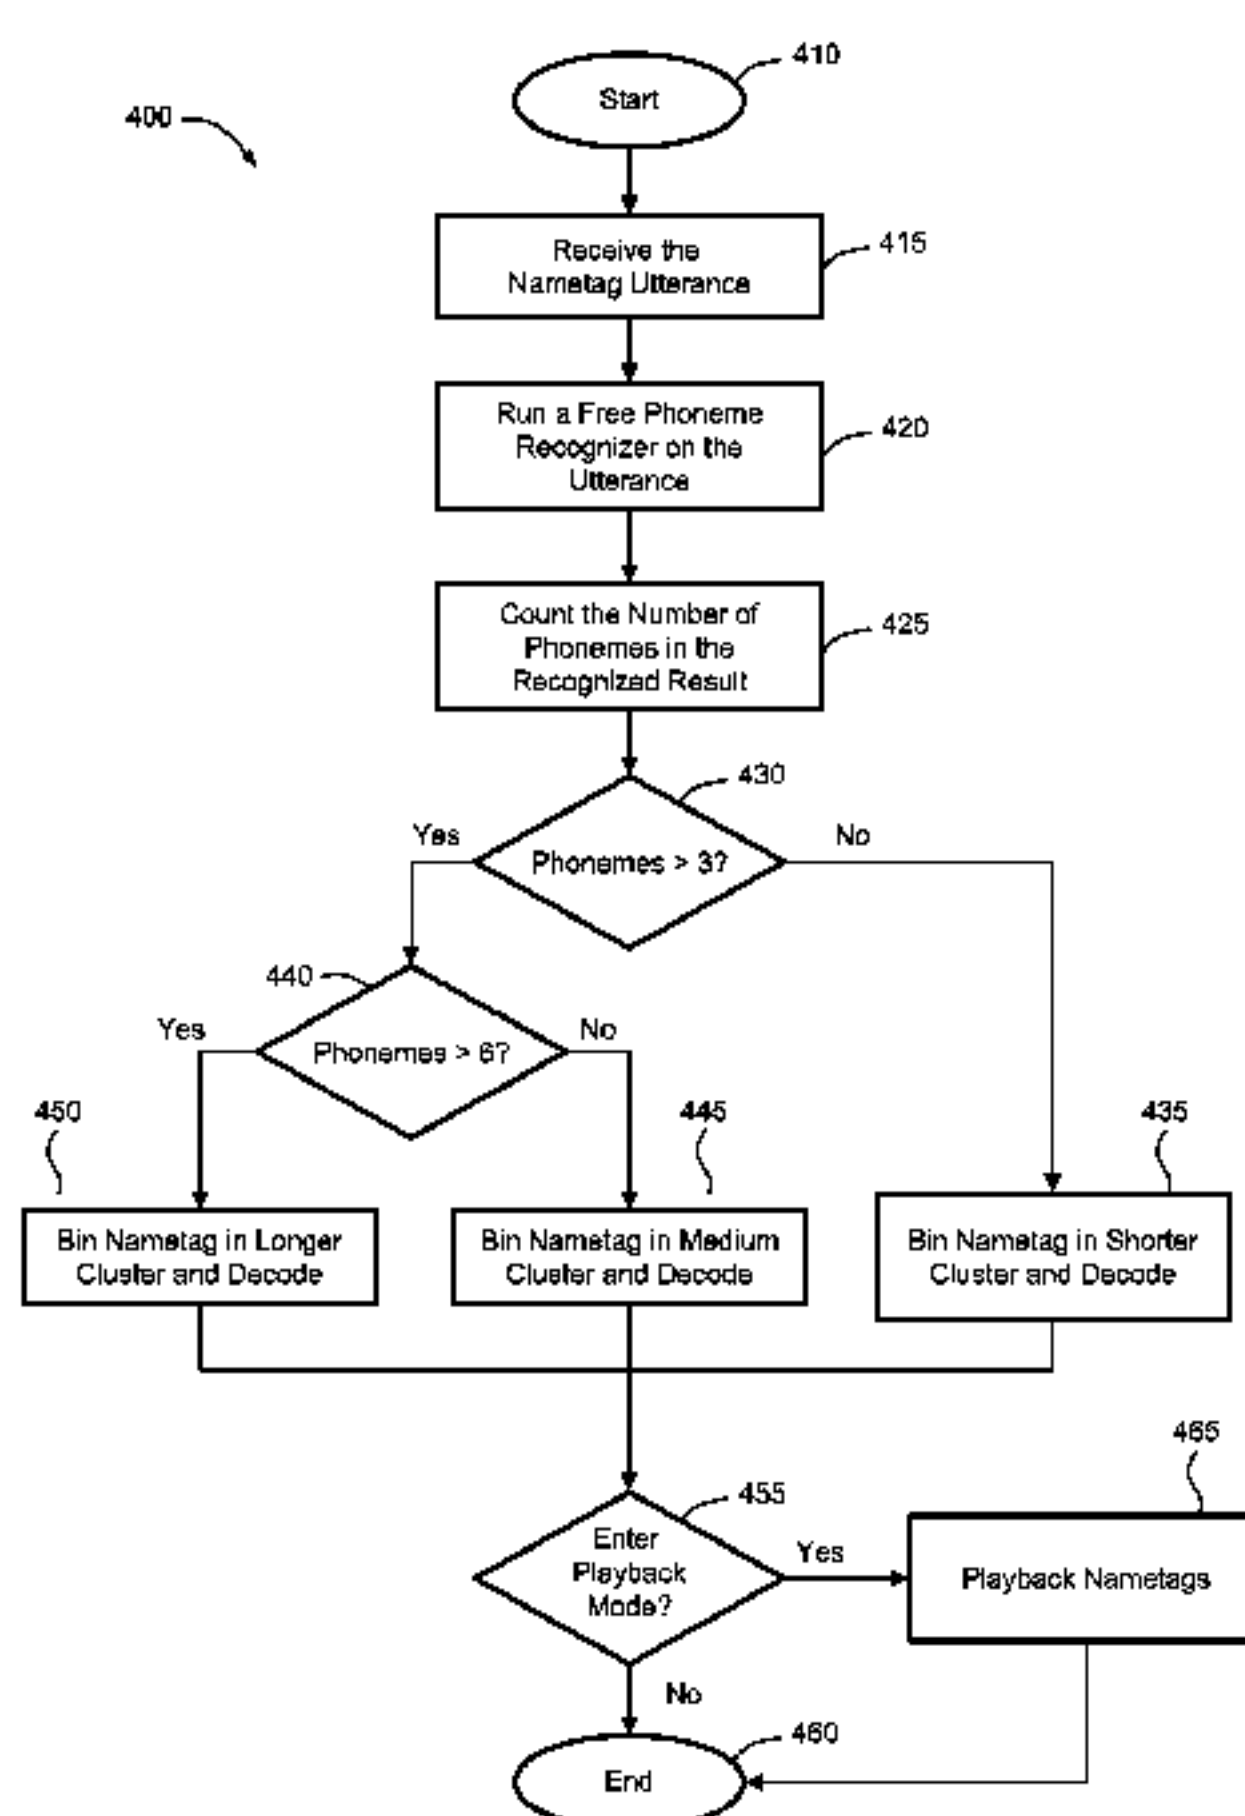 410
Start
400
415
Receive the
Nametag Utterance
420
Run a Free Phoneme
Recognizer on the
Utterance
425
Count the Number of
Phonemes in the
Recognized Result
430
Yes
No
Phonemes > 3?
440
Yes
No
Phonemes > 6?
450
445
435
Bin Nametag in Longer
Cluster and Decode
Bin Nametag in Medium
Cluster and Decode
Bin Nametag in Shorter
Cluster and Decode
465
455
Enter
Playback
Mode?
Yes
Playback Nametags
No
460
End